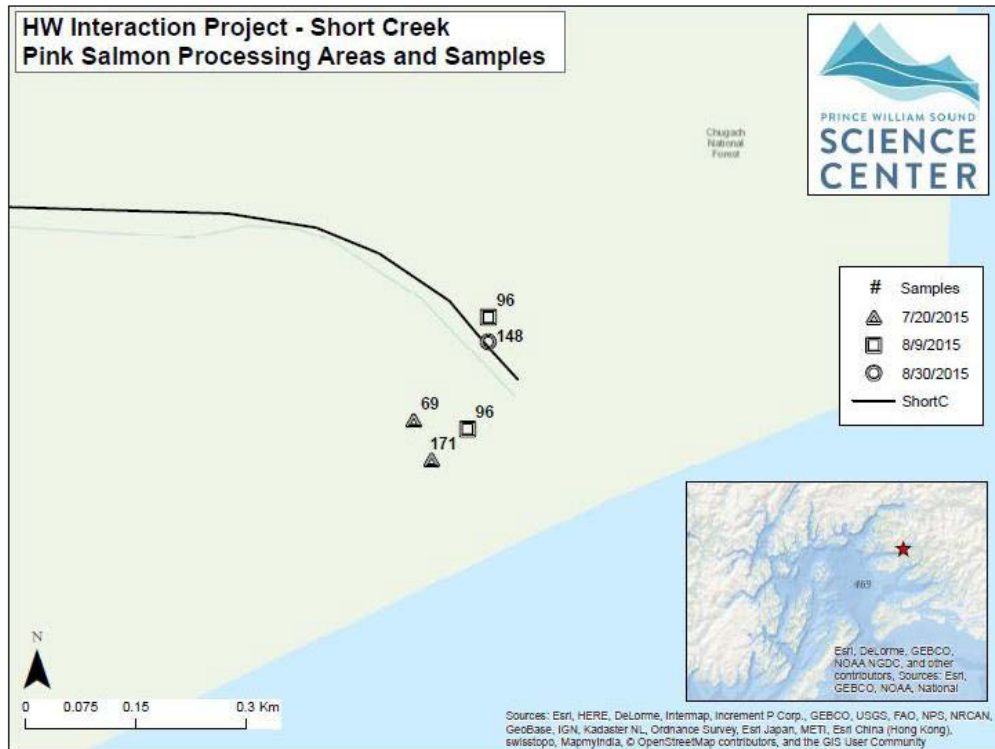 HW Interaction Project - Short Creek
Pink Salmon Processing Areas and Samples
PRINCE WILLIAM SOUND
SCIENCE
CENTER
Chugach
National
Forest
# Samples
7/20/2015
8/9/2015
8/30/2015
ShortC
96
148
69
96
171
469
Esri, DeLorme, GEBCO,
NOAA NGDC, and other
contributors, Sources: Esri,
GEBCO, NOAA, National
N
0 0.075 0.15 0.3 Km
Sources: Esri, HERE, DeLorme, Intermap, increment P Corp., GEBCO, USGS, FAO, NPS, NRCAN,
GeoBase, IGN, Kadaster NL, Ordnance Survey, Esri Japan, METI, Esri China (Hong Kong),
swisstopo, MapmyIndia, © OpenStreetMap contributors, and the GIS User Community